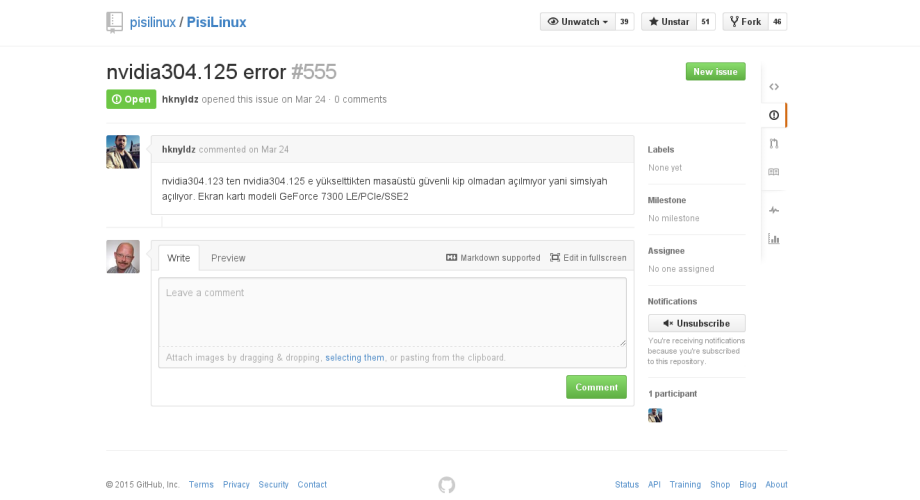 pisilinux / PisiLinux
Unwatch 39 Unstar 51 Fork 46
nvidia304.125 error #555
New issue
Open hknyldz opened this issue on Mar 24 · 0 comments
hknyldz commented on Mar 24
nvidia304.123 ten nvidia304.125 e yükselttikten masaüstü güvenli kip olmadan açılmıyor yani simsiyah
açılıyor. Ekran kartı modeli GeForce 7300 LE/PCIe/SSE2
Labels
None yet
Milestone
No milestone
Assignee
No one assigned
Notifications
Unsubscribe
You're receiving notifications
because you're subscribed
to this repository.
1 participant
Write Preview Markdown supported Edit in fullscreen
Leave a comment
Attach images by dragging & dropping, selecting them, or pasting from the clipboard.
Comment
© 2015 GitHub, Inc. Terms Privacy Security Contact
Status API Training Shop Blog About